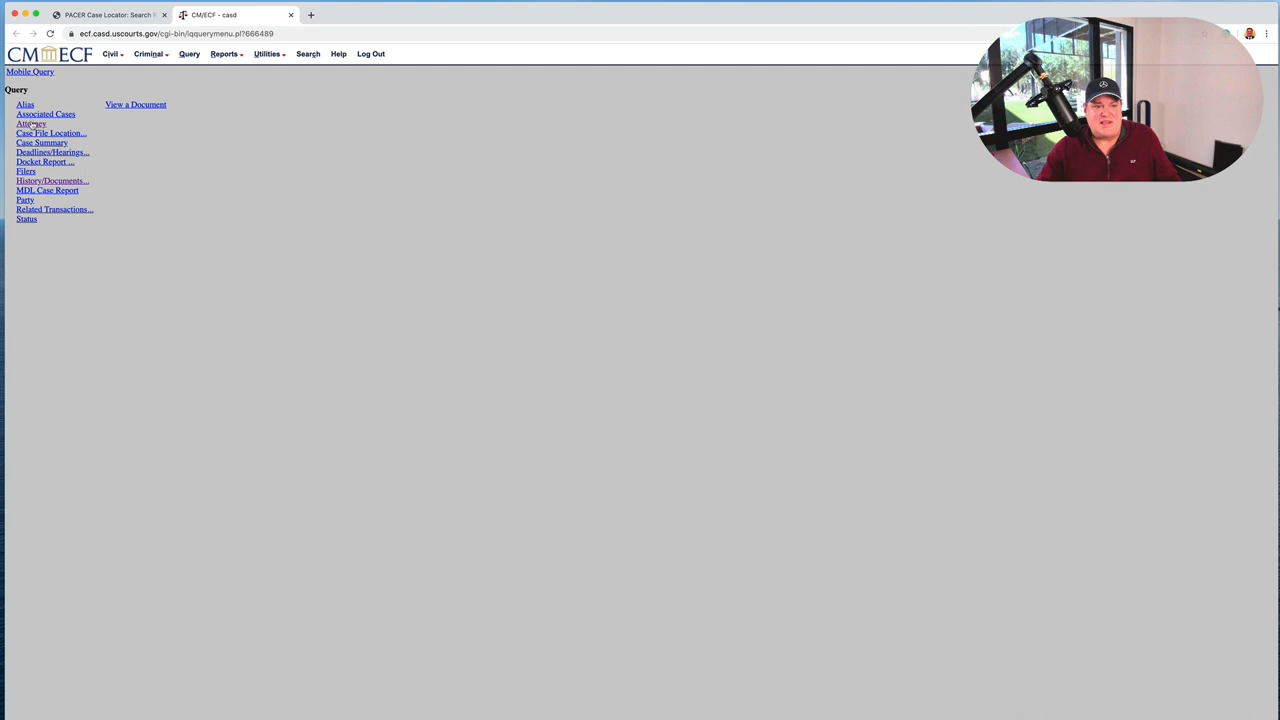 PACER Case Locator: Search R
CM/ECF - casd
ecf.casd.uscourts.gov/cgi-bin/iqquerymenu.pl?666489
CM ECF Civil Criminal Query Reports Utilities Search Help Log Out
Mobile Query
Query
Alias View a Document
Associated Cases
Attorney
Case File Location...
Case Summary
Deadlines/Hearings...
Docket Report ...
Filers
History/Documents...
MDL Case Report
Party
Related Transactions...
Status